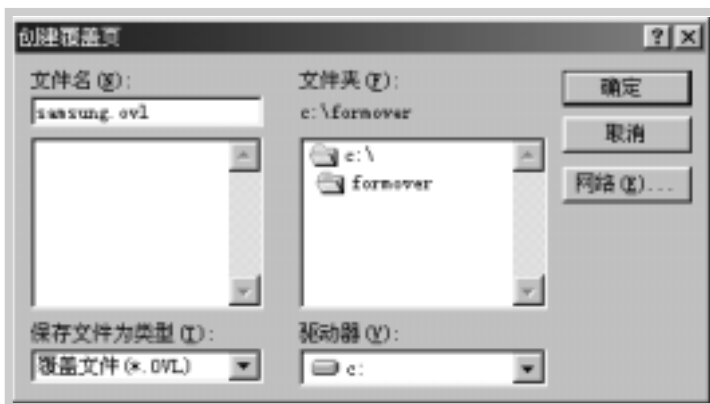 创建覆盖页
文件名(N):
samsung.ovl
保存文件为类型(T):
覆盖文件(*.OVL)
文件夹(F):
c:\formover
c:\
formover
驱动器(V):
c:
确定
取消
网络(K)...